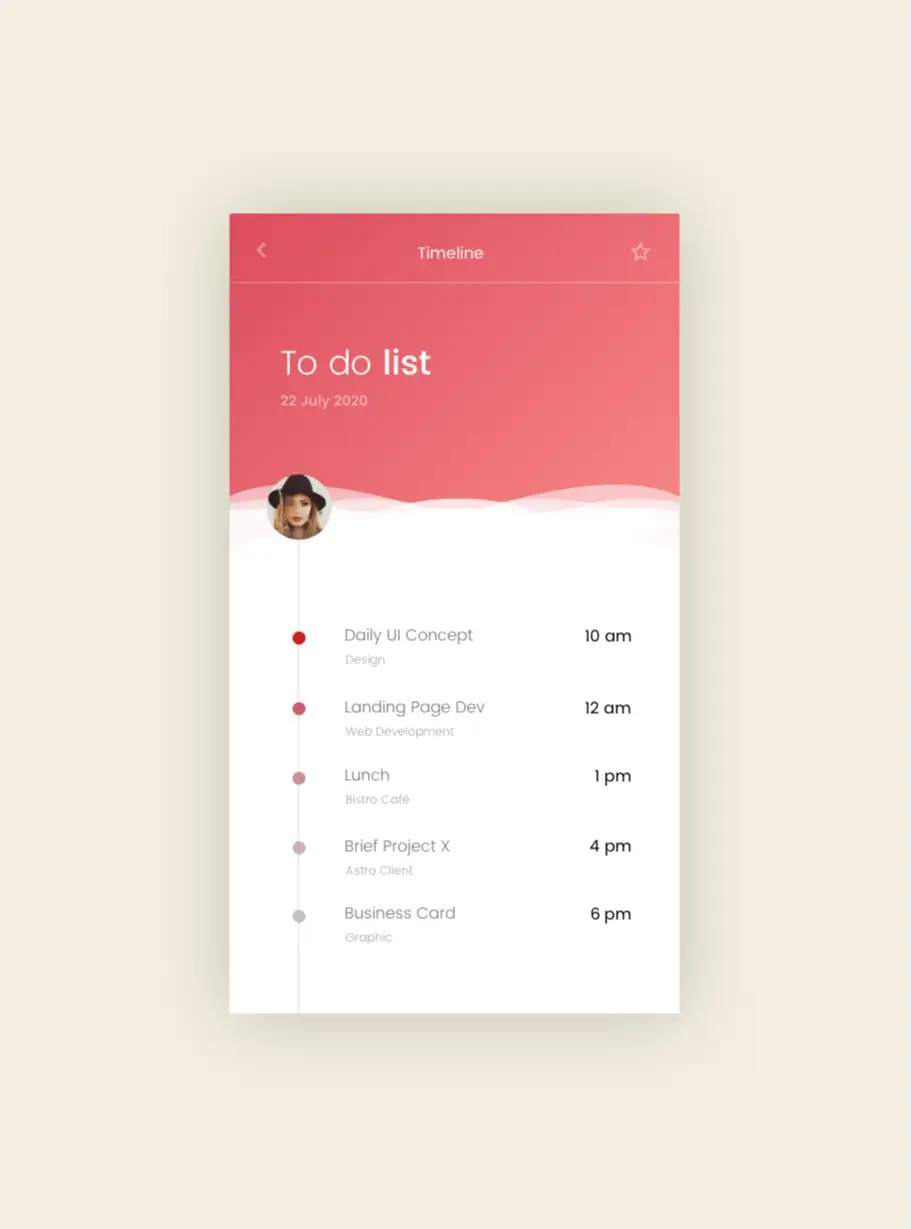 Timeline
To do list
22 July 2020
Daily UI Concept 10 am
Design
Landing Page Dev 12 am
Web Development
Lunch 1 pm
Bistro Café
Brief Project X 4 pm
Astro Client
Business Card 6 pm
Graphic